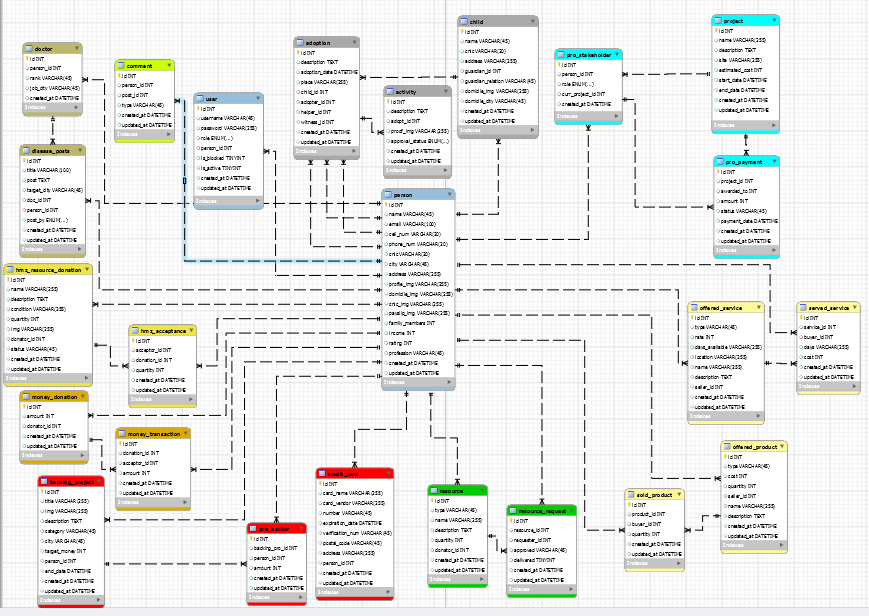 doctor
id INT
person_id INT
rank VARCHAR(45)
job_city VARCHAR(45)
created_at DATETIME
Indexes
comment
id INT
person_id INT
post_id INT
type VARCHAR(45)
created_at DATETIME
updated_at DATETIME
Indexes
user
id INT
username VARCHAR(45)
password VARCHAR(255)
role ENUM(...)
person_id INT
is_blocked TINYINT
is_active TINYINT
created_at DATETIME
updated_at DATETIME
Indexes
adoption
id INT
description TEXT
adoption_date DATETIME
place VARCHAR(255)
child_id INT
adopter_id INT
helper_id INT
witness_id INT
created_at DATETIME
updated_at DATETIME
Indexes
child
id INT
name VARCHAR(45)
cnic VARCHAR(20)
address VARCHAR(255)
guardian_id INT
guardian_relation VARCHAR(45)
domicile_img VARCHAR(255)
domicile_city VARCHAR(45)
created_at DATETIME
updated_at DATETIME
Indexes
activity
id INT
description TEXT
adopt_id INT
proof_img VARCHAR(255)
approval_status ENUM(...)
created_at DATETIME
updated_at DATETIME
Indexes
pro_stakeholder
id INT
person_id INT
role ENUM(...)
curr_project_id INT
created_at DATETIME
Indexes
project
id INT
name VARCHAR(255)
description TEXT
site VARCHAR(255)
estimated_cost INT
start_date DATETIME
end_date DATETIME
created_at DATETIME
updated_at DATETIME
Indexes
pro_payment
id INT
project_id INT
awarded_to INT
amount INT
status VARCHAR(45)
payment_date DATETIME
created_at DATETIME
Indexes
disease_posts
id INT
title VARCHAR(100)
post TEXT
target_city VARCHAR(45)
doc_id INT
person_id INT
post_by ENUM(...)
created_at DATETIME
updated_at DATETIME
Indexes
person
id INT
name VARCHAR(45)
email VARCHAR(100)
cell_num VARCHAR(20)
phone_num VARCHAR(20)
cnic VARCHAR(20)
city VARCHAR(45)
address VARCHAR(255)
profile_img VARCHAR(255)
domicile_img VARCHAR(255)
cnic_img VARCHAR(255)
payslip_img VARCHAR(255)
family_members INT
income INT
rating INT
profession VARCHAR(45)
created_at DATETIME
updated_at DATETIME
Indexes
id INT
name VARCHAR(255)
description TEXT
condition VARCHAR(255)
quantity INT
img VARCHAR(255)
donator_id INT
status VARCHAR(45)
created_at DATETIME
updated_at DATETIME
Indexes
id INT
acceptor_id INT
donation_id INT
quantity INT
created_at DATETIME
updated_at DATETIME
Indexes
money_donation
id INT
amount INT
donator_id INT
created_at DATETIME
updated_at DATETIME
Indexes
money_transaction
id INT
donation_id INT
acceptor_id INT
amount INT
created_at DATETIME
updated_at DATETIME
Indexes
id INT
title VARCHAR(255)
img VARCHAR(255)
description TEXT
category VARCHAR(45)
city VARCHAR(45)
target_money INT
person_id INT
end_date DATETIME
created_at DATETIME
updated_at DATETIME
Indexes
pro_backer
id INT
backing_pro_id INT
person_id INT
amount INT
created_at DATETIME
updated_at DATETIME
Indexes
credit_card
id INT
card_name VARCHAR(255)
card_vendor VARCHAR(255)
number VARCHAR(45)
expiration_date DATETIME
verification_num VARCHAR(45)
postal_code VARCHAR(45)
address VARCHAR(255)
person_id INT
created_at DATETIME
updated_at DATETIME
Indexes
resource
id INT
type VARCHAR(45)
name VARCHAR(255)
description TEXT
quantity INT
donator_id INT
created_at DATETIME
updated_at DATETIME
Indexes
resource_request
id INT
resource_id INT
requester_id INT
approved VARCHAR(45)
delivered TINYINT
created_at DATETIME
updated_at DATETIME
Indexes
offered_service
id INT
type VARCHAR(45)
rate INT
days_available VARCHAR(255)
location VARCHAR(255)
name VARCHAR(255)
description TEXT
seller_id INT
created_at DATETIME
updated_at DATETIME
Indexes
served_service
id INT
service_id INT
buyer_id INT
days VARCHAR(255)
cost INT
created_at DATETIME
updated_at DATETIME
Indexes
offered_product
id INT
type VARCHAR(45)
cost INT
quantity INT
seller_id INT
name VARCHAR(255)
description TEXT
created_at DATETIME
updated_at DATETIME
Indexes
sold_product
id INT
product_id INT
buyer_id INT
quantity INT
created_at DATETIME
updated_at DATETIME
Indexes